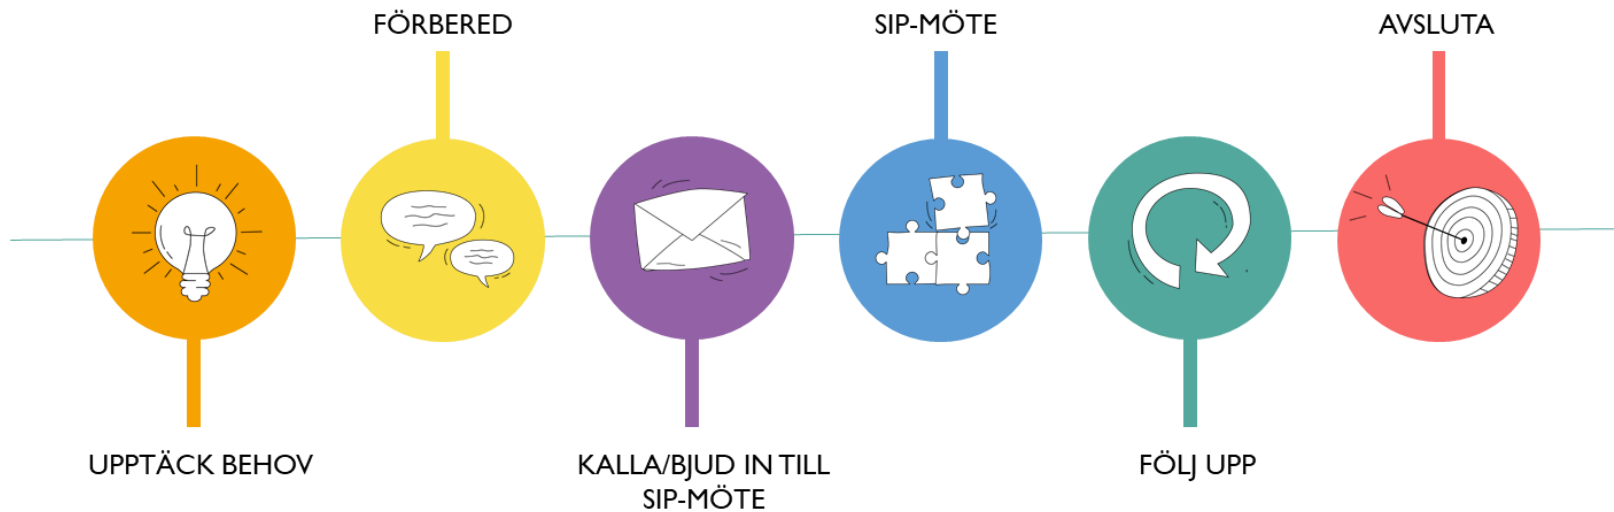 FÖRBERED
SIP-MÖTE
AVSLUTA
UPPTÄCK BEHOV
KALLA/BJUD IN TILL
SIP-MÖTE
FÖLJ UPP